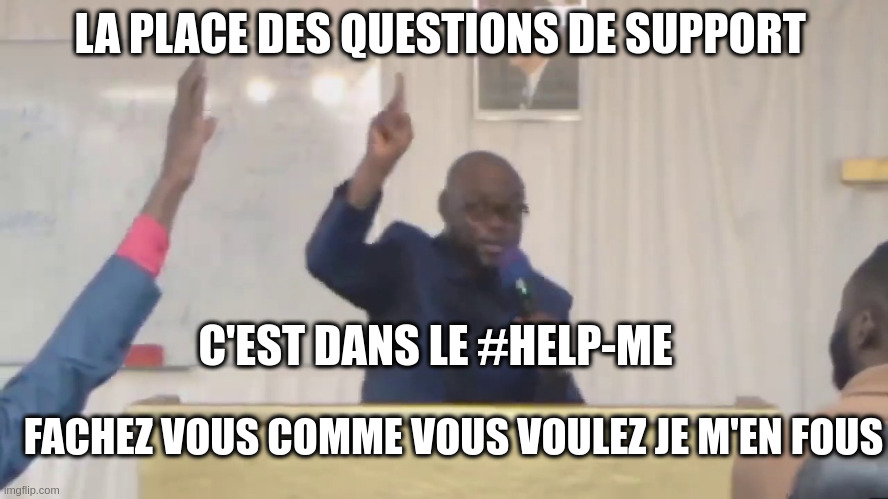 LA PLACE DES QUESTIONS DE SUPPORT
C'EST DANS LE #HELP-ME
FACHEZ VOUS COMME VOUS VOULEZ JE M'EN FOUS
imgflip.com